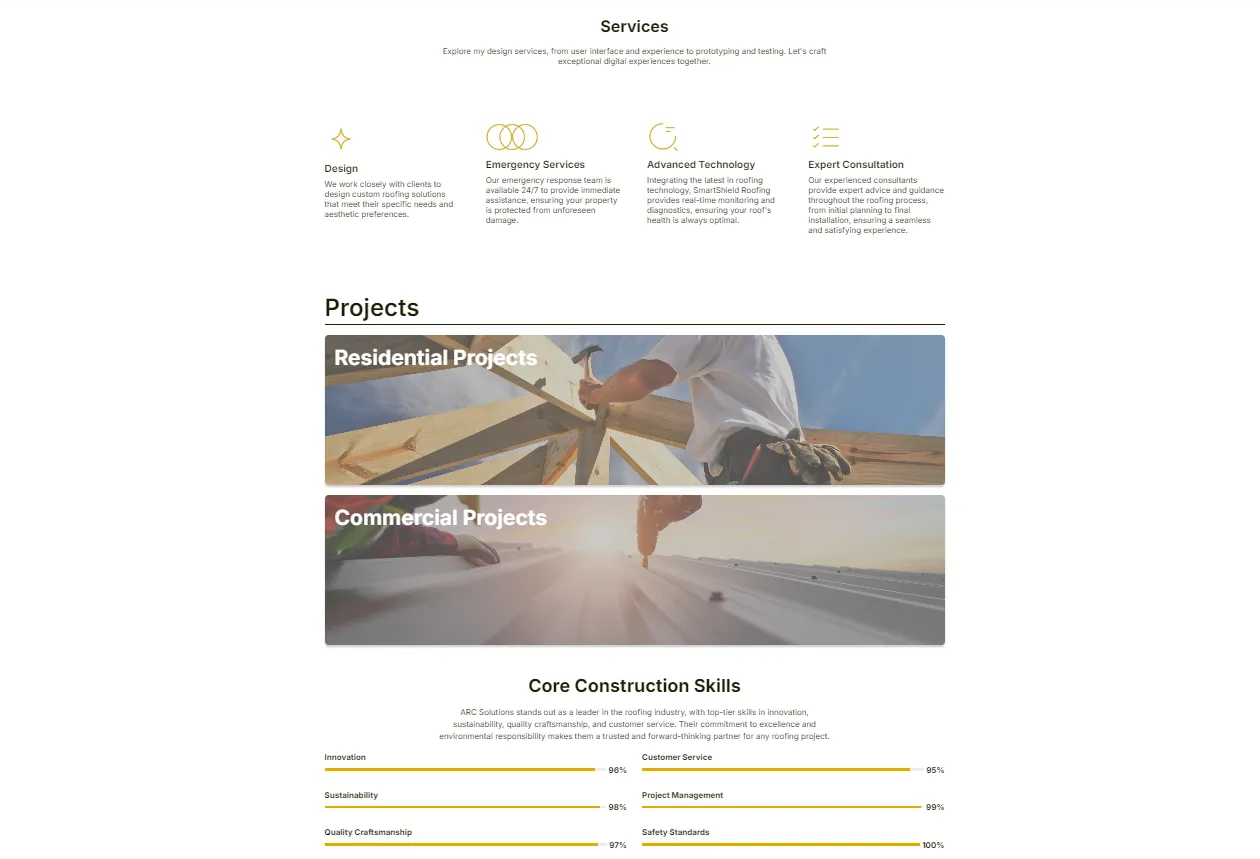 Services
Explore my design services, from user interface and experience to prototyping and testing. Let's craft
exceptional digital experiences together.
Design
We work closely with clients to
design custom roofing solutions
that meet their specific needs and
aesthetic preferences.
Emergency Services
Our emergency response team is
available 24/7 to provide immediate
assistance, ensuring your property
is protected from unforeseen
damage.
Advanced Technology
Integrating the latest in roofing
technology, SmartShield Roofing
provides real-time monitoring and
diagnostics, ensuring your roof's
health is always optimal.
Expert Consultation
Our experienced consultants
provide expert advice and guidance
throughout the roofing process,
from initial planning to final
installation, ensuring a seamless
and satisfying experience.
Projects
Residential Projects
Commercial Projects
Core Construction Skills
ARC Solutions stands out as a leader in the roofing industry, with top-tier skills in innovation,
sustainability, quality craftsmanship, and customer service. Their commitment to excellence and
environmental responsibility makes them a trusted and forward-thinking partner for any roofing project.
Innovation
96%
Customer Service
95%
Sustainability
98%
Project Management
99%
Quality Craftsmanship
97%
Safety Standards
100%